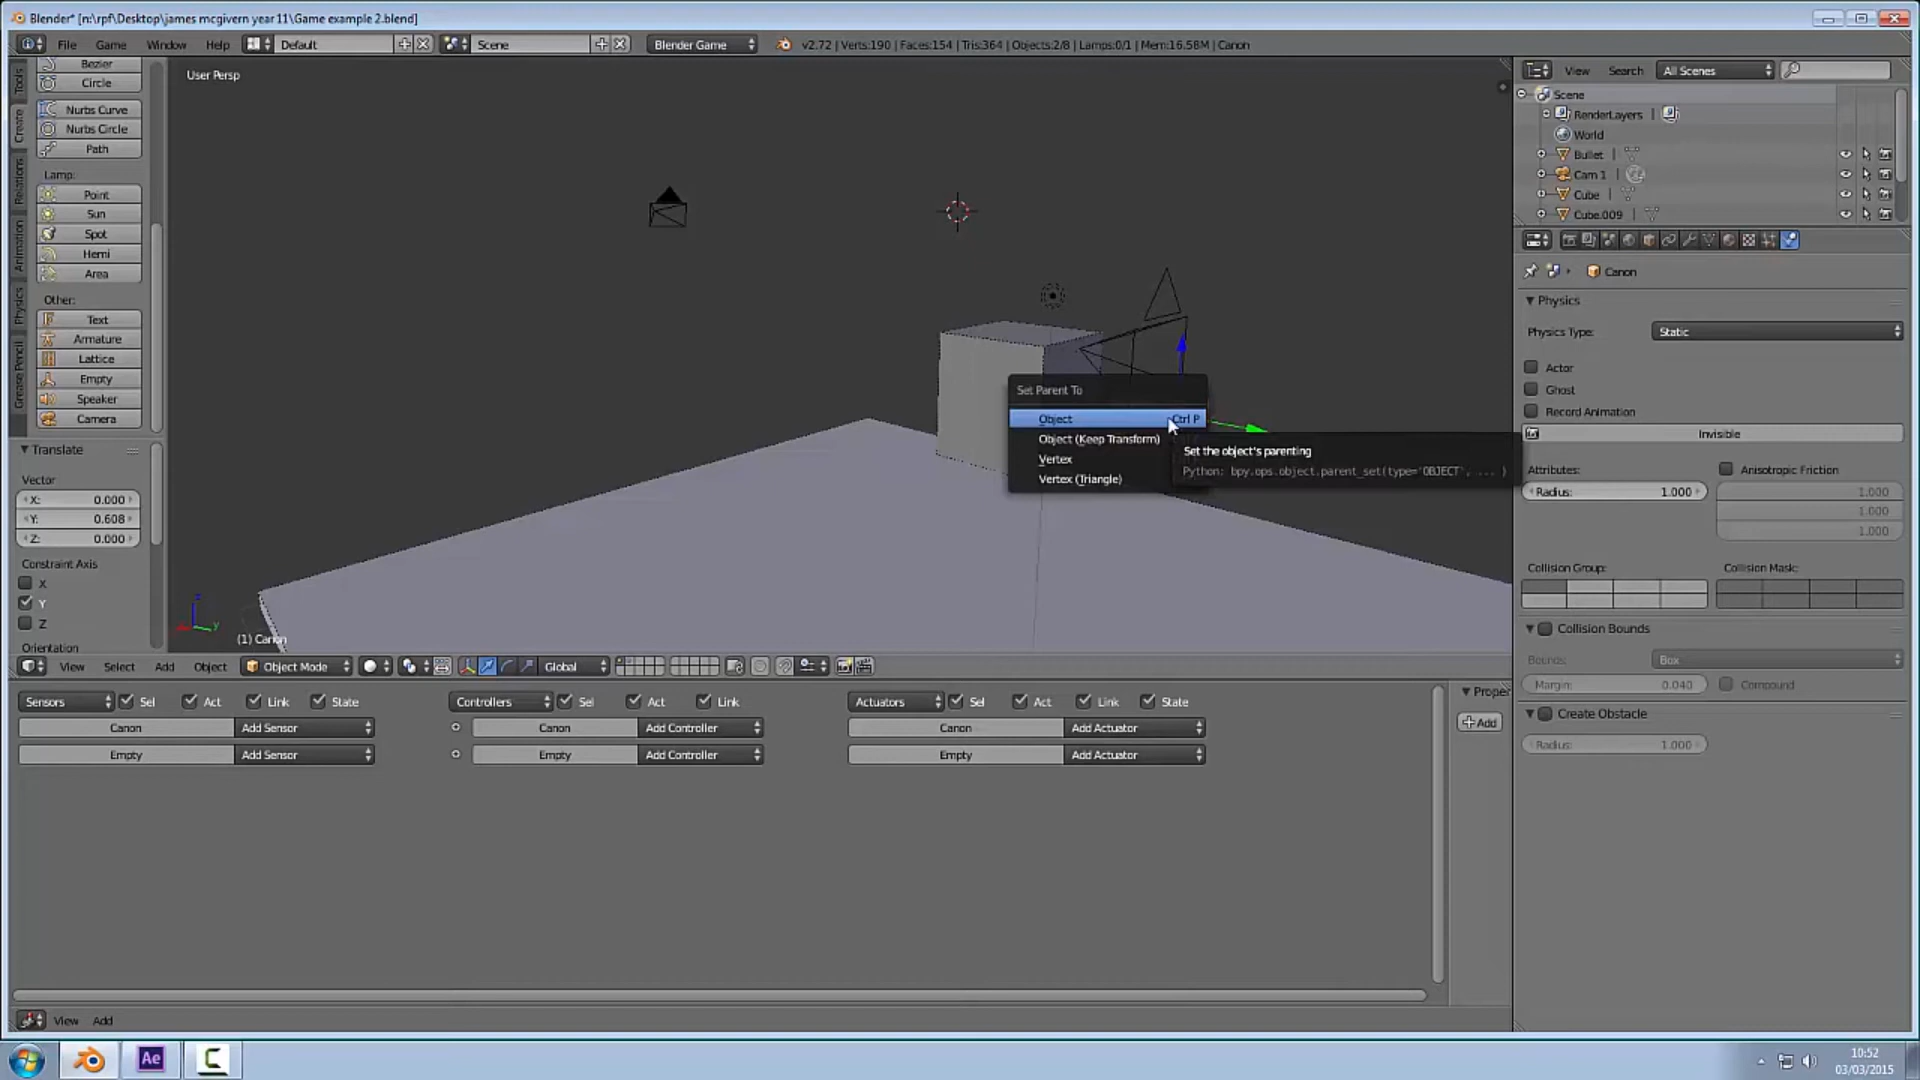 Blender* [n:\rpf\Desktop\james mcgivern year 11\Game example 2.blend]
File Game Window Help Default Scene Blender Game v2.72 | Verts:190 | Faces:154 | Tris:364 | Objects:2/8 | Lamps:0/1 | Mem:16.58M | Canon
Tools
Create
Relations
Animation
Physics
Grease Pencil
Bezier
Circle
Nurbs Curve
Nurbs Circle
Path
Lamp:
Point
Sun
Spot
Hemi
Area
Other:
Text
Armature
Lattice
Empty
Speaker
Camera
Translate
Vector
X: 0.000
Y: 0.608
Z: 0.000
Constraint Axis
X
Y
Z
Orientation
User Persp
Set Parent To
Object Ctrl P
Object (Keep Transform)
Vertex
Vertex (Triangle)
Set the object's parenting
Python: bpy.ops.object.parent_set(type='OBJECT', ... )
z
y
(1) Canon
View Select Add Object Object Mode Global
Sensors Sel Act Link State Controllers Sel Act Link Actuators Sel Act Link State
Canon Add Sensor Canon Add Controller Canon Add Actuator
Empty Add Sensor Empty Add Controller Empty Add Actuator
Proper
Add
View Add
View Search All Scenes
Scene
RenderLayers |
World
Bullet |
Cam 1 |
Cube |
Cube.009 |
Canon
Physics
Physics Type: Static
Actor
Ghost
Record Animation
Invisible
Attributes: Anisotropic Friction
Radius: 1.000 1.000
1.000
1.000
Collision Group: Collision Mask:
Collision Bounds
Bounds: Box
Margin: 0.040 Compound
Create Obstacle
Radius: 1.000
Ae
C
10:52
03/03/2015